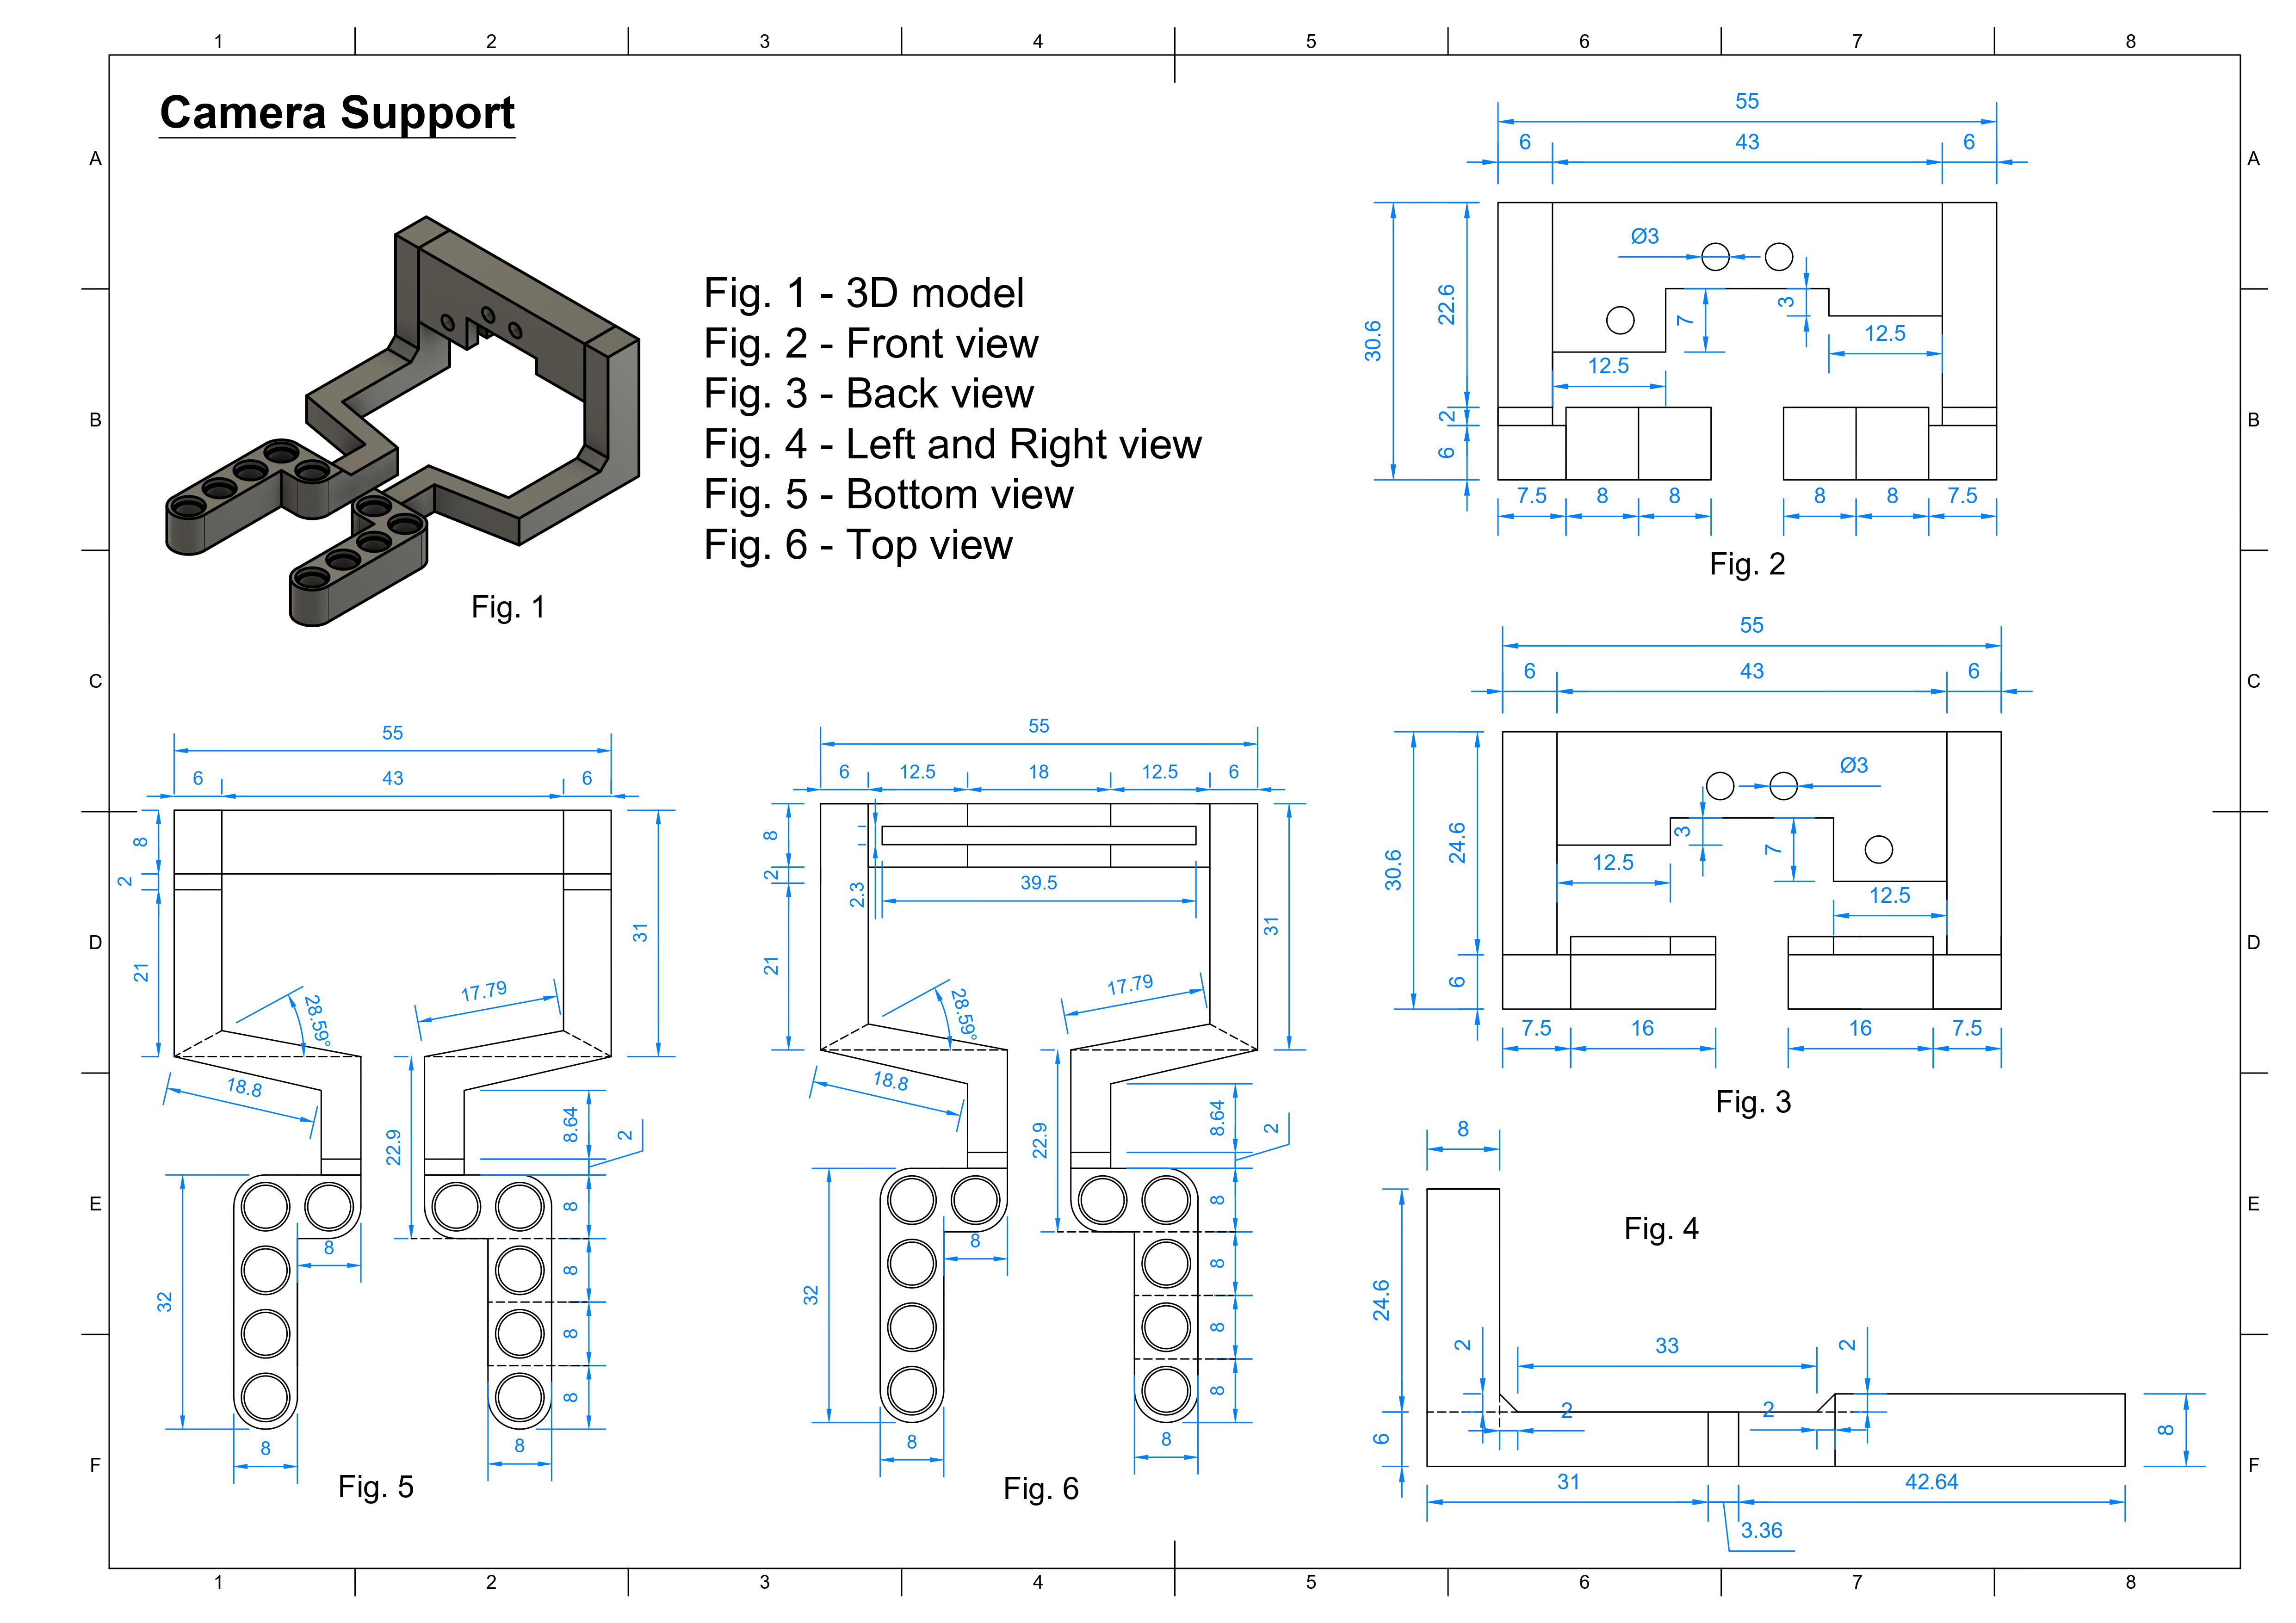 1 2 3 4 5 6 7 8
Camera Support
A A
B B
C C
D D
E E
F F
Fig. 1
Fig. 1 - 3D model
Fig. 2 - Front view
Fig. 3 - Back view
Fig. 4 - Left and Right view
Fig. 5 - Bottom view
Fig. 6 - Top view
55
6 43 6
Ø3
30.6
22.6
7
3
12.5
12.5
2
6
7.5 8 8 8 8 7.5
Fig. 2
55
6 43 6
Ø3
30.6
24.6
3
7
12.5
12.5
6
7.5 16 16 7.5
Fig. 3
8
Fig. 4
24.6
2
33
2
2
2
6
8
31
42.64
3.36
55
6 43 6
8
2
21
31
28.59°
17.79
18.8
22.9
8.64
2
8
8
8
8
8
32
8
8
Fig. 5
55
6 12.5 18 12.5 6
8
2
2.3
39.5
21
31
28.59°
17.79
18.8
22.9
8.64
2
8
8
8
8
8
32
8
8
Fig. 6
1 2 3 4 5 6 7 8